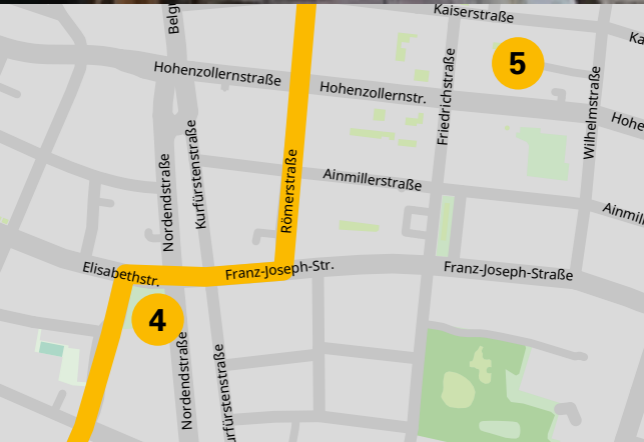 Kaiserstraße
5
Hohenzollernstraße
Hohenzollernstr.
Friedrichstraße
Wilhelmstraße
Römerstraße
Kurfürstenstraße
Nordendstraße
Ainmillerstraße
Elisabethstr.
Franz-Joseph-Str.
Franz-Joseph-Straße
4
Nordendstraße